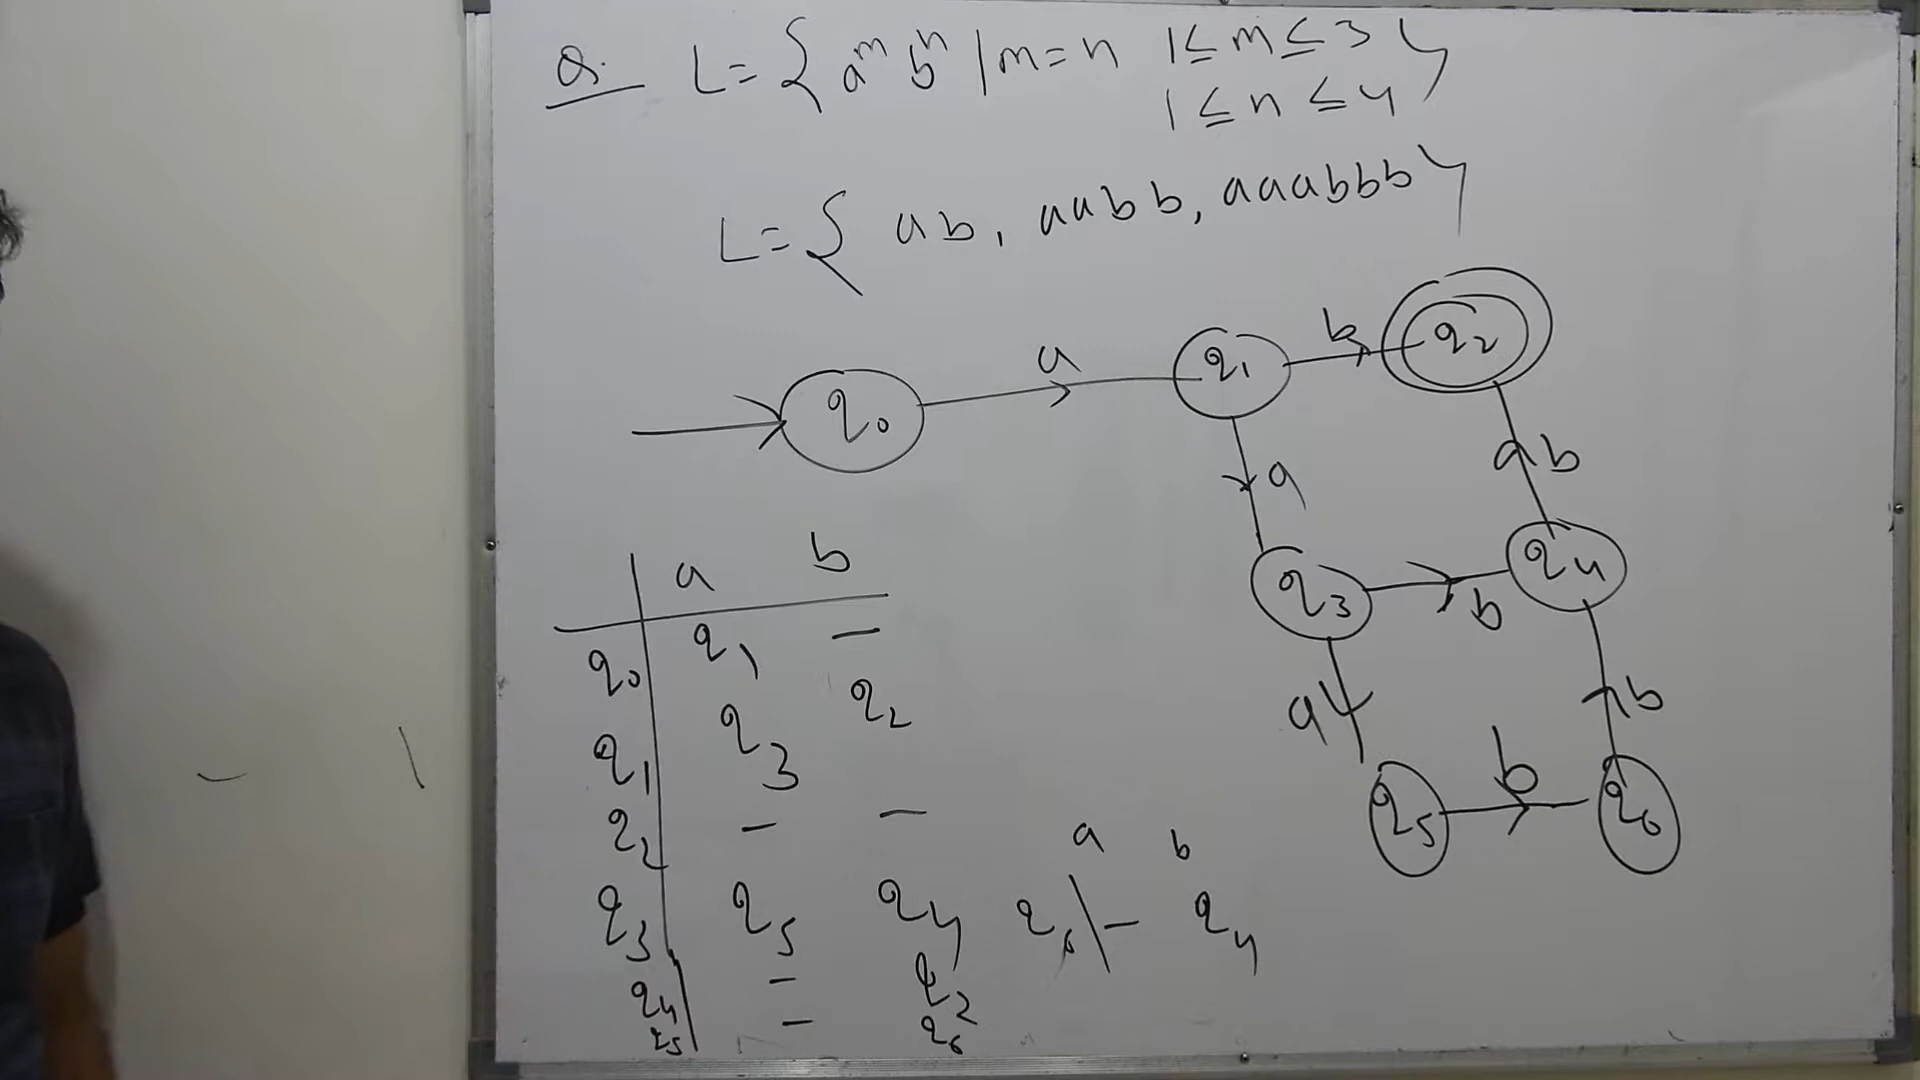 Q. L = { a^m b^n | m = n 1 ≤ m ≤ 3 }
1 ≤ n ≤ 4
L = { ab, aabb, aaabbb }
q0 a q1 b q2
a b
q3 b q4
a b
q5 b q6
a b
q0 q1 —
q1 q3 q2
q2 — —
q3 q5 q4
q4 — q2
q5 — q6
a b
q6 — q4